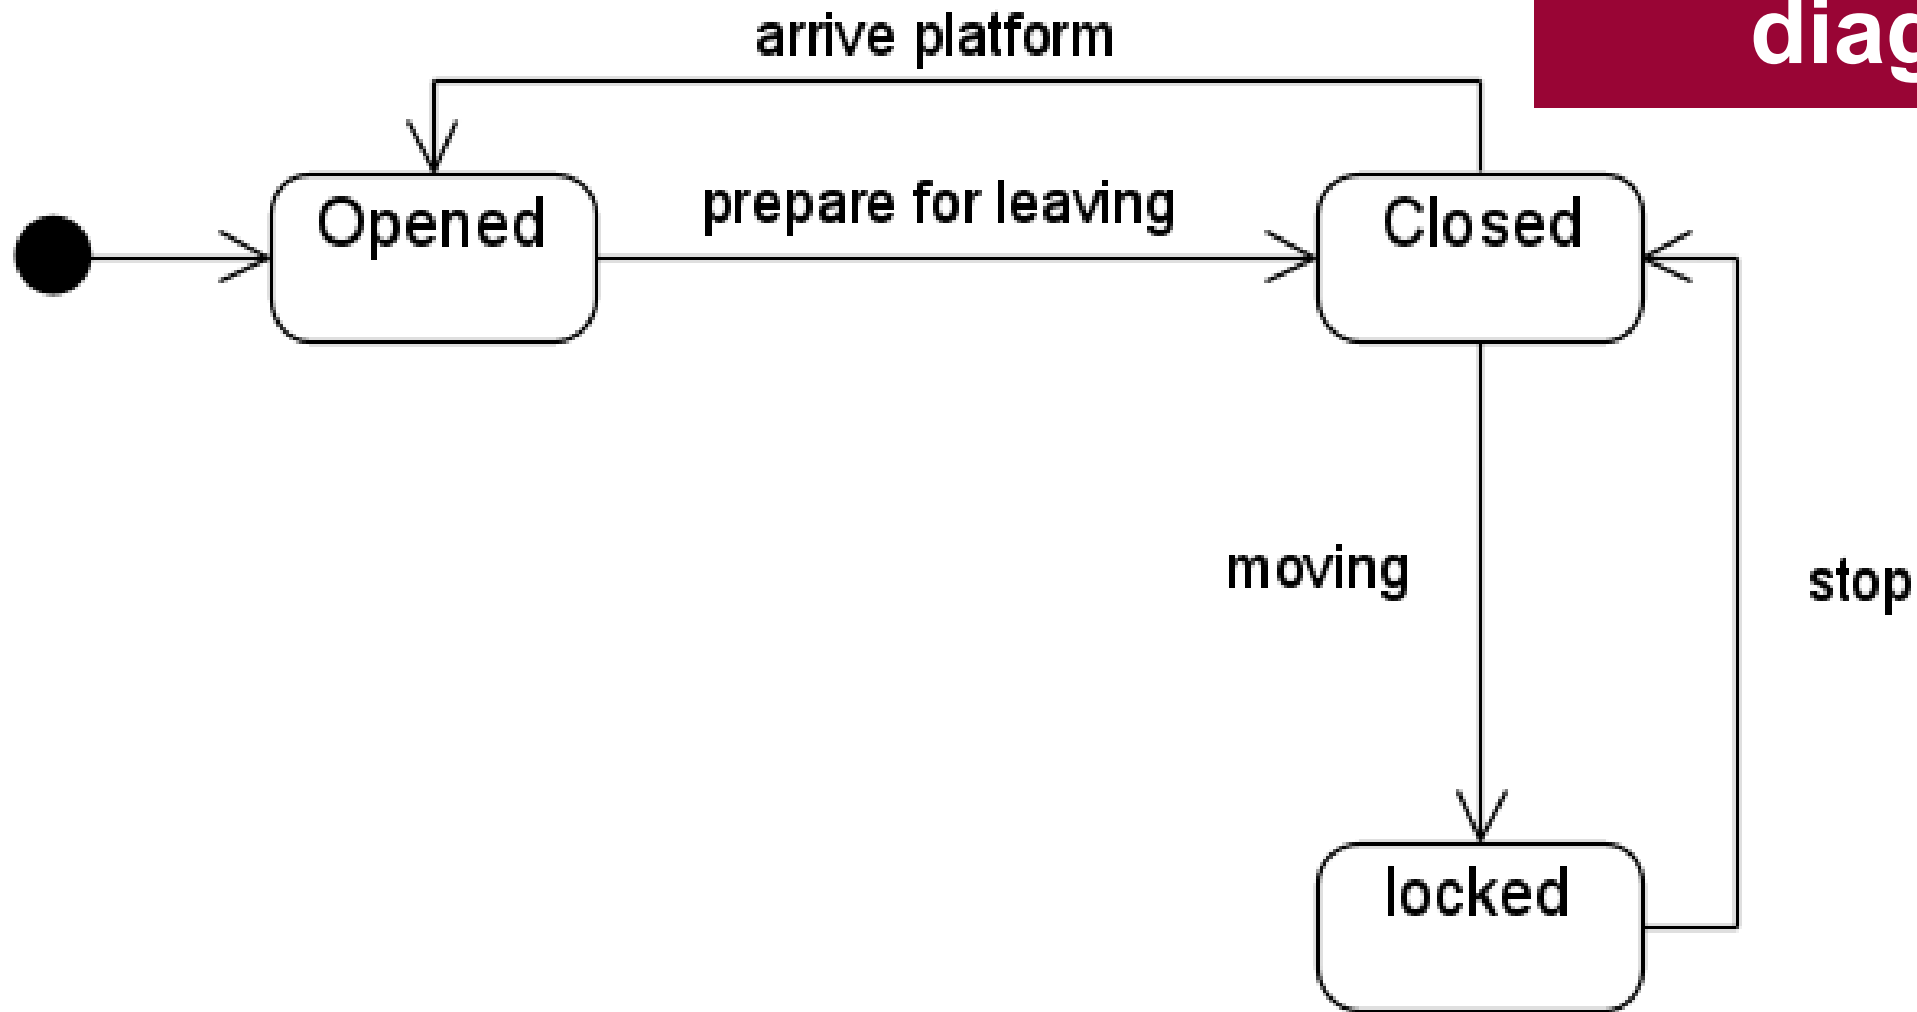 diag
arrive platform
prepare for leaving
Opened
Closed
moving
stop
locked